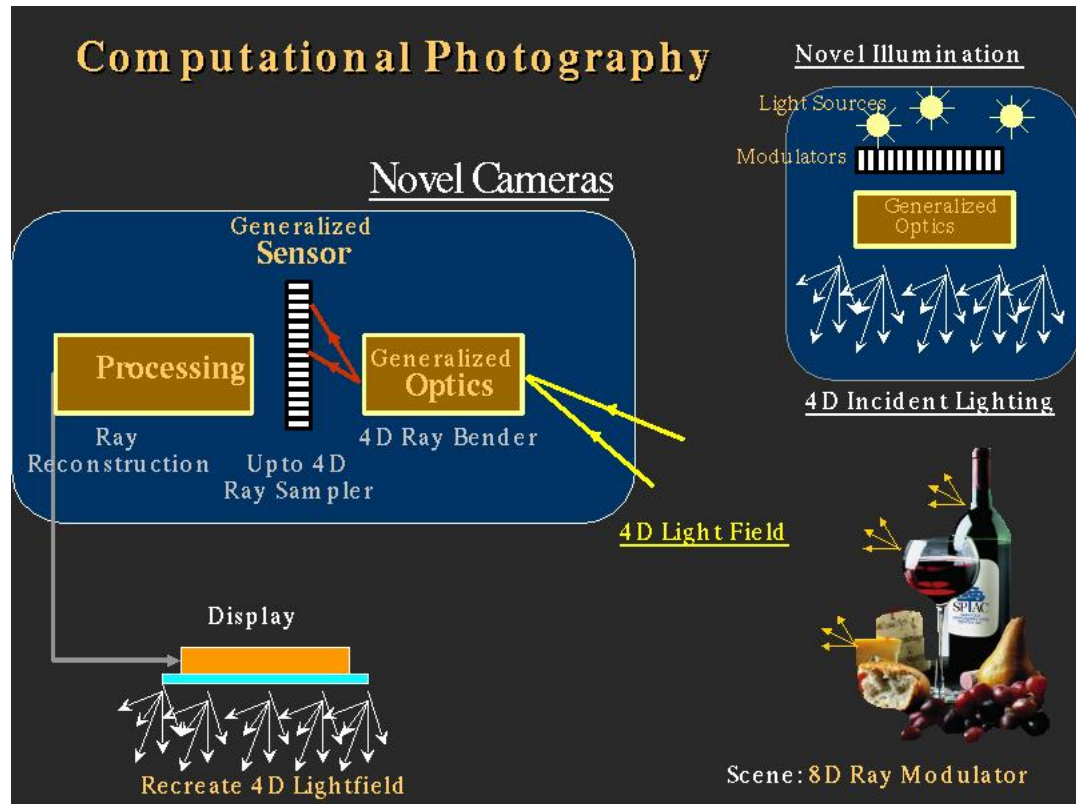 Computational Photography
Novel Illumination
Light Sources
Modulators
Generalized
Optics
4D Incident Lighting
Novel Cameras
Generalized
Sensor
Processing
Generalized
Optics
Ray
Reconstruction
Upto 4D
Ray Sampler
4D Ray Bender
4D Light Field
Display
Recreate 4D Lightfield
SPIAC
Scene: 8D Ray Modulator